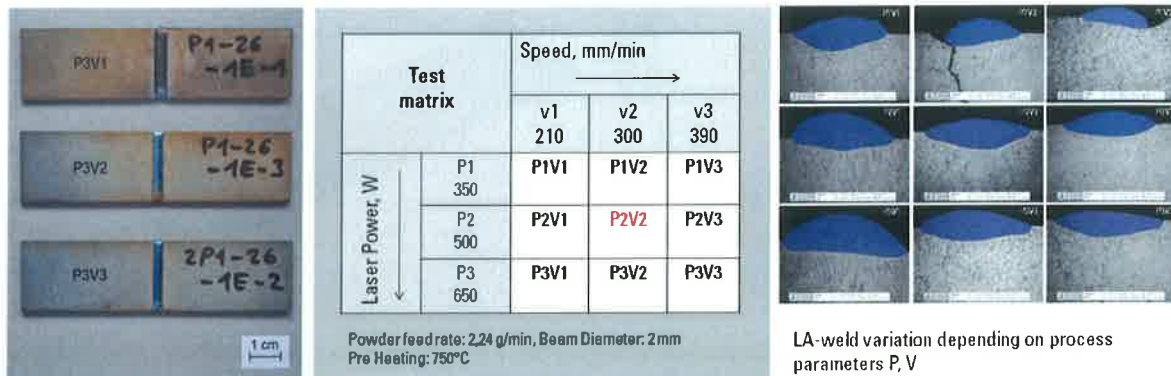 P3V1
P1-26
-1E-1
P3V2
P1-26
-1E-3
P3V3
2P1-26
-1E-2
1 cm
Test
matrix
Speed, mm/min
v1
210
v2
300
v3
390
Laser Power, W
P1
350
P1V1
P1V2
P1V3
P2
500
P2V1
P2V2
P2V3
P3
650
P3V1
P3V2
P3V3
Powder feed rate: 2,24 g/min, Beam Diameter: 2mm
Pre Heating: 750°C
LA-weld variation depending on process
parameters P, V